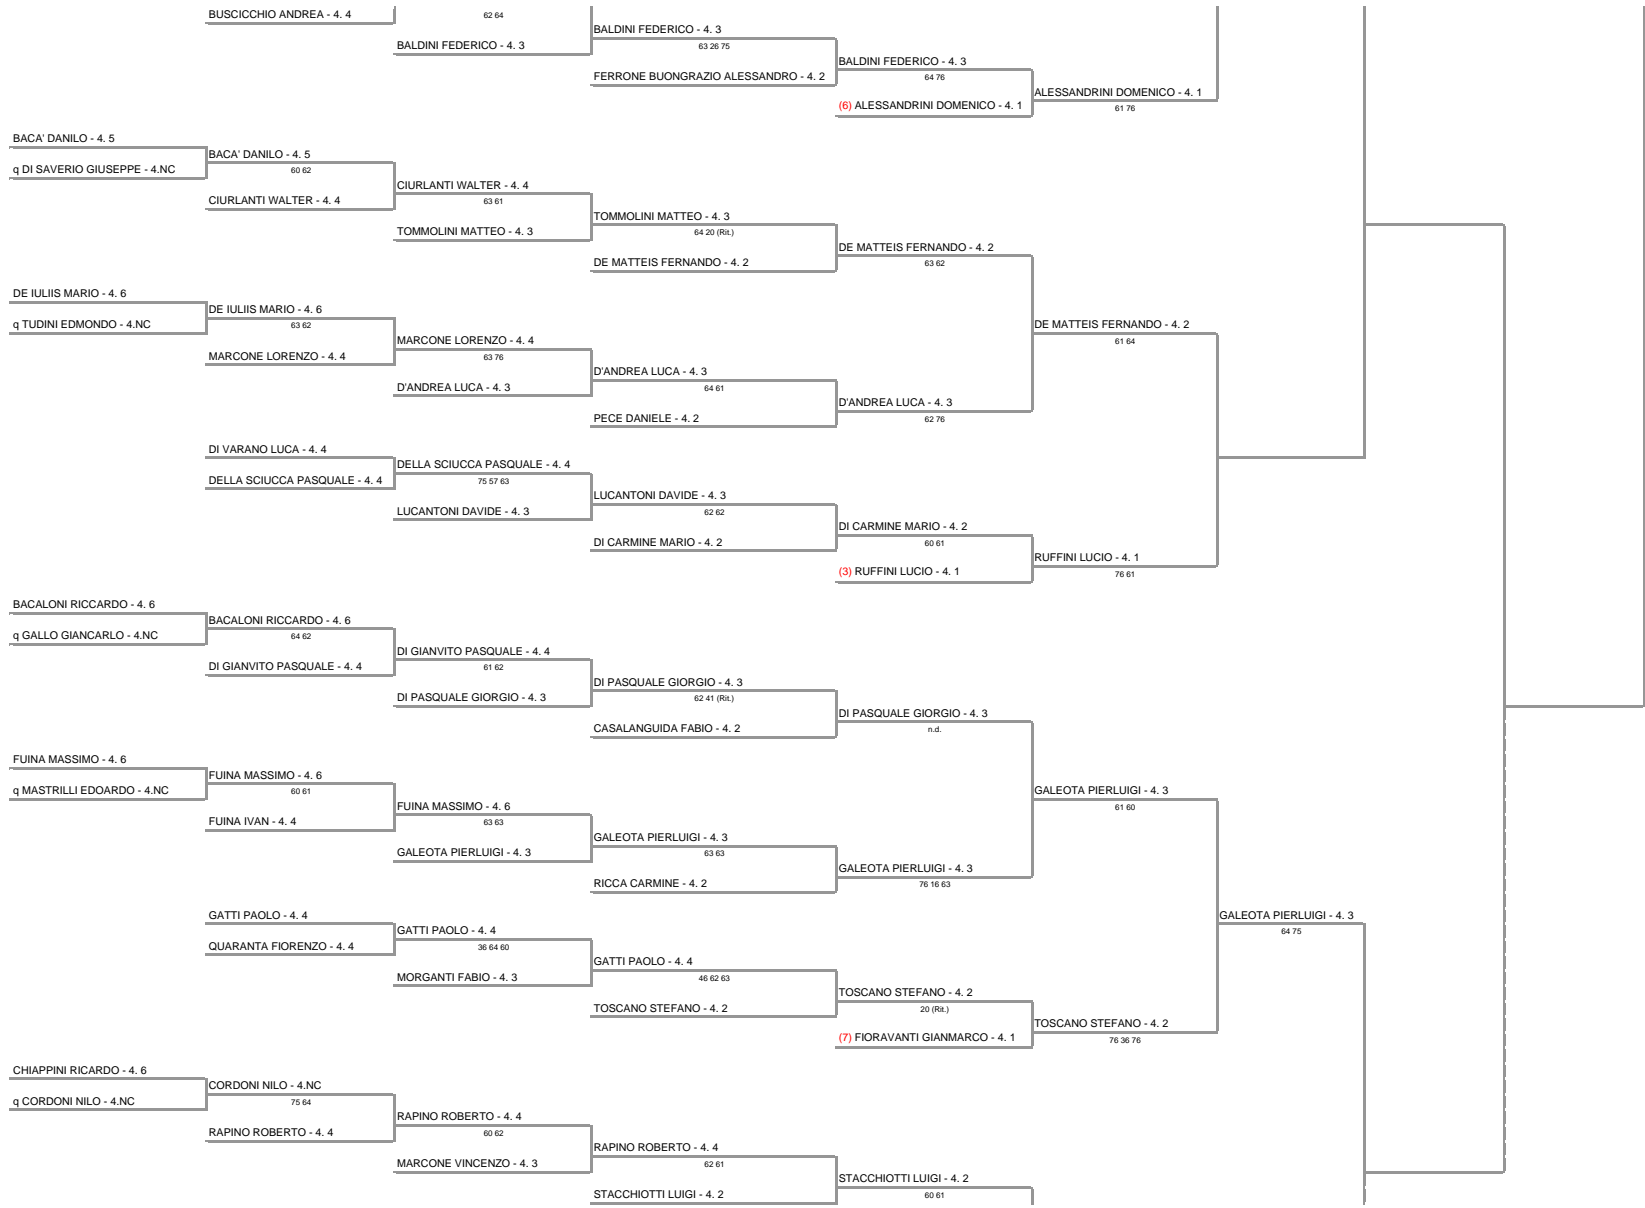 BUSCICCHIO ANDREA - 4. 4
62 64
BALDINI FEDERICO - 4. 3
BALDINI FEDERICO - 4. 3
63 26 75
FERRONE BUONGRAZIO ALESSANDRO - 4. 2
BALDINI FEDERICO - 4. 3
64 76
(6) ALESSANDRINI DOMENICO - 4. 1
ALESSANDRINI DOMENICO - 4. 1
61 76
BACA' DANILO - 4. 5
q DI SAVERIO GIUSEPPE - 4.NC
BACA' DANILO - 4. 5
60 62
CIURLANTI WALTER - 4. 4
CIURLANTI WALTER - 4. 4
63 61
TOMMOLINI MATTEO - 4. 3
TOMMOLINI MATTEO - 4. 3
64 20 (Rit.)
DE MATTEIS FERNANDO - 4. 2
DE MATTEIS FERNANDO - 4. 2
63 62
DE IULIIS MARIO - 4. 6
q TUDINI EDMONDO - 4.NC
DE IULIIS MARIO - 4. 6
63 62
MARCONE LORENZO - 4. 4
MARCONE LORENZO - 4. 4
63 76
D'ANDREA LUCA - 4. 3
D'ANDREA LUCA - 4. 3
64 61
PECE DANIELE - 4. 2
D'ANDREA LUCA - 4. 3
62 76
DE MATTEIS FERNANDO - 4. 2
61 64
DI VARANO LUCA - 4. 4
DELLA SCIUCCA PASQUALE - 4. 4
DELLA SCIUCCA PASQUALE - 4. 4
75 57 63
LUCANTONI DAVIDE - 4. 3
LUCANTONI DAVIDE - 4. 3
62 62
DI CARMINE MARIO - 4. 2
DI CARMINE MARIO - 4. 2
60 61
(3) RUFFINI LUCIO - 4. 1
RUFFINI LUCIO - 4. 1
76 61
BACALONI RICCARDO - 4. 6
q GALLO GIANCARLO - 4.NC
BACALONI RICCARDO - 4. 6
64 62
DI GIANVITO PASQUALE - 4. 4
DI GIANVITO PASQUALE - 4. 4
61 62
DI PASQUALE GIORGIO - 4. 3
DI PASQUALE GIORGIO - 4. 3
62 41 (Rit.)
CASALANGUIDA FABIO - 4. 2
DI PASQUALE GIORGIO - 4. 3
n.d.
FUINA MASSIMO - 4. 6
q MASTRILLI EDOARDO - 4.NC
FUINA MASSIMO - 4. 6
60 61
FUINA IVAN - 4. 4
FUINA MASSIMO - 4. 6
63 63
GALEOTA PIERLUIGI - 4. 3
GALEOTA PIERLUIGI - 4. 3
63 63
RICCA CARMINE - 4. 2
GALEOTA PIERLUIGI - 4. 3
76 16 63
GALEOTA PIERLUIGI - 4. 3
61 60
GATTI PAOLO - 4. 4
QUARANTA FIORENZO - 4. 4
GATTI PAOLO - 4. 4
36 64 60
MORGANTI FABIO - 4. 3
GATTI PAOLO - 4. 4
46 62 63
TOSCANO STEFANO - 4. 2
TOSCANO STEFANO - 4. 2
20 (Rit.)
(7) FIORAVANTI GIANMARCO - 4. 1
TOSCANO STEFANO - 4. 2
76 36 76
GALEOTA PIERLUIGI - 4. 3
64 75
CHIAPPINI RICARDO - 4. 6
q CORDONI NILO - 4.NC
CORDONI NILO - 4.NC
75 64
RAPINO ROBERTO - 4. 4
RAPINO ROBERTO - 4. 4
60 62
MARCONE VINCENZO - 4. 3
RAPINO ROBERTO - 4. 4
62 61
STACCHIOTTI LUIGI - 4. 2
STACCHIOTTI LUIGI - 4. 2
60 61